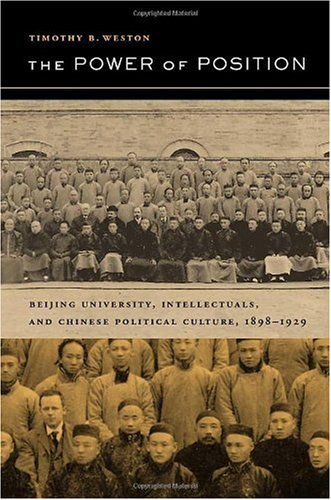 TIMOTHY B. WESTON
THE POWER OF POSITION
BEIJING UNIVERSITY, INTELLECTUALS,
AND CHINESE POLITICAL CULTURE, 1898–1929